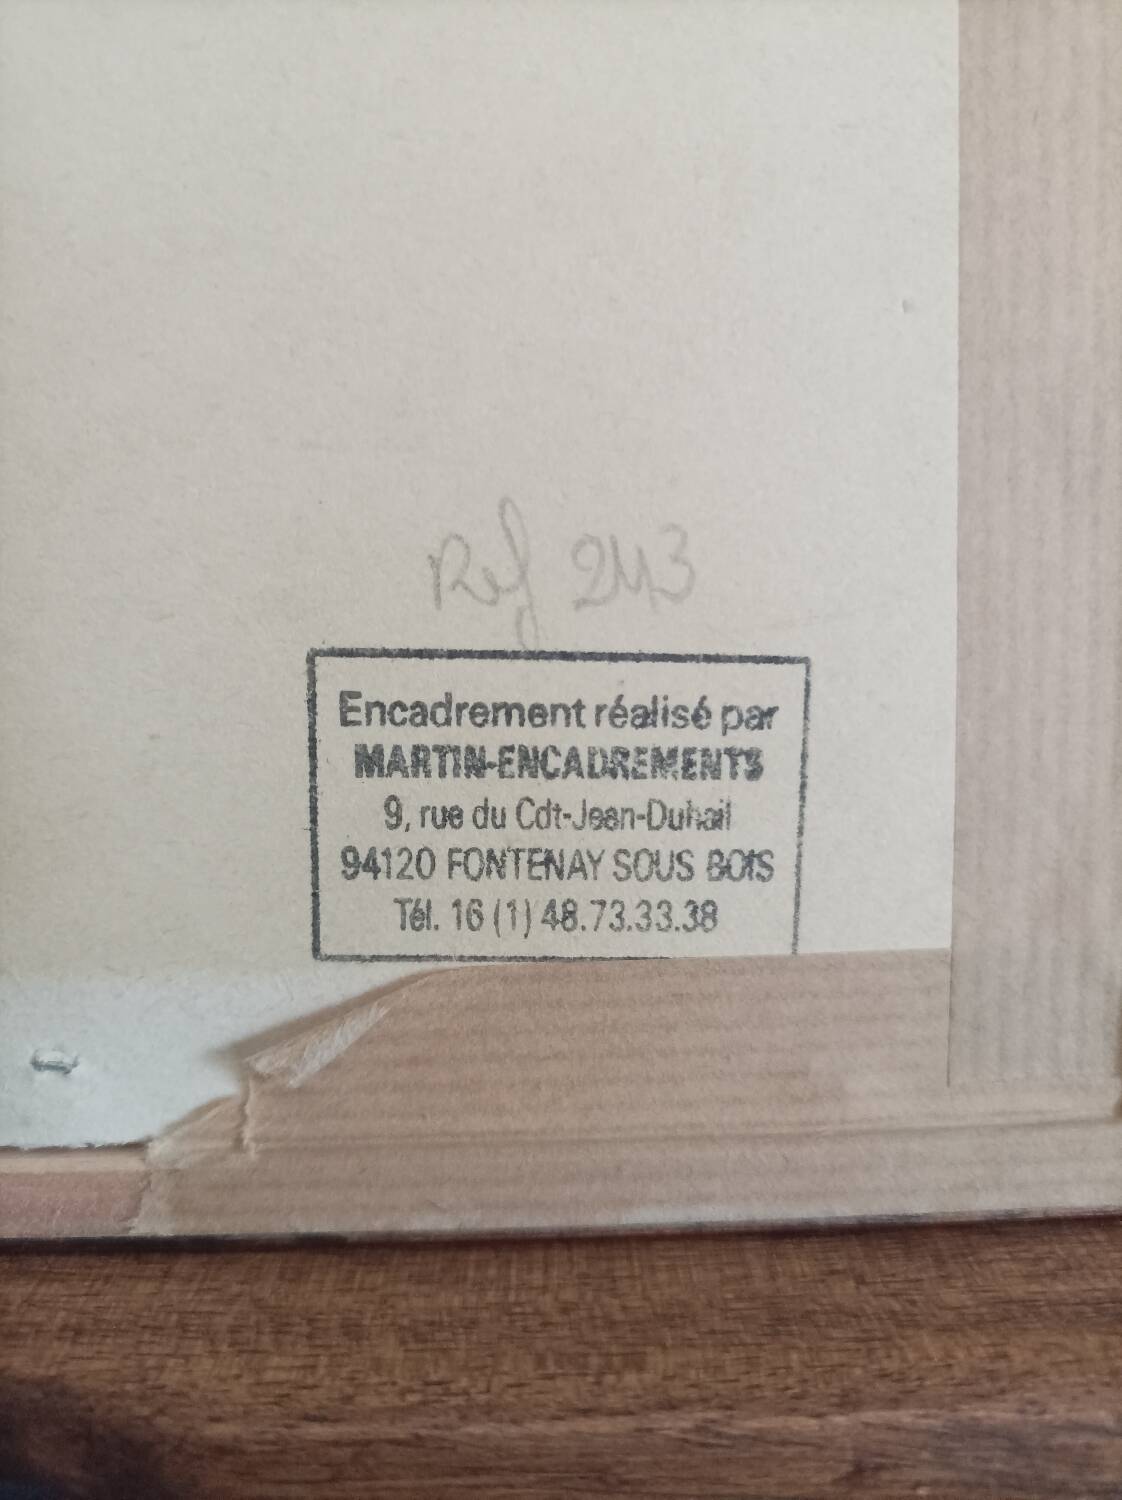 Ref 243
Encadrement réalisé par
MARTIN-ENCADREMENTS
9, rue du Cdt-Jean-Duhail
94120 FONTENAY SOUS BOIS
Tél. 16 (1) 48.73.33.38